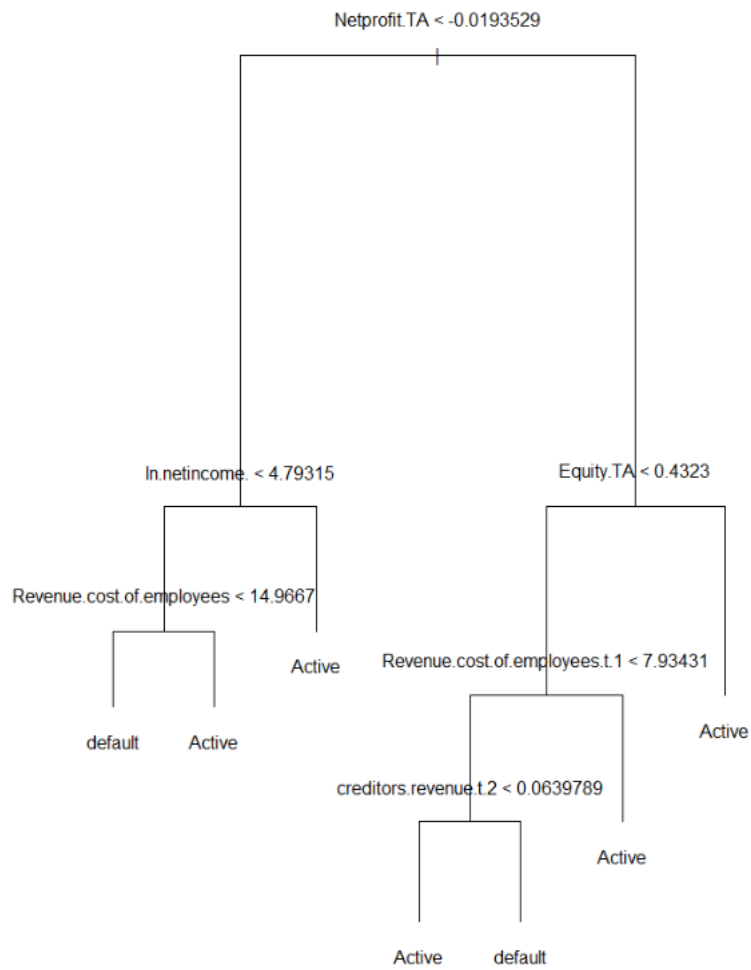 Netprofit.TA < -0.0193529
ln.netincome. < 4.79315
Equity.TA < 0.4323
Revenue.cost.of.employees < 14.9667
Revenue.cost.of.employees.t.1 < 7.93431
Active
default
Active
Active
creditors.revenue.t.2 < 0.0639789
Active
Active
default